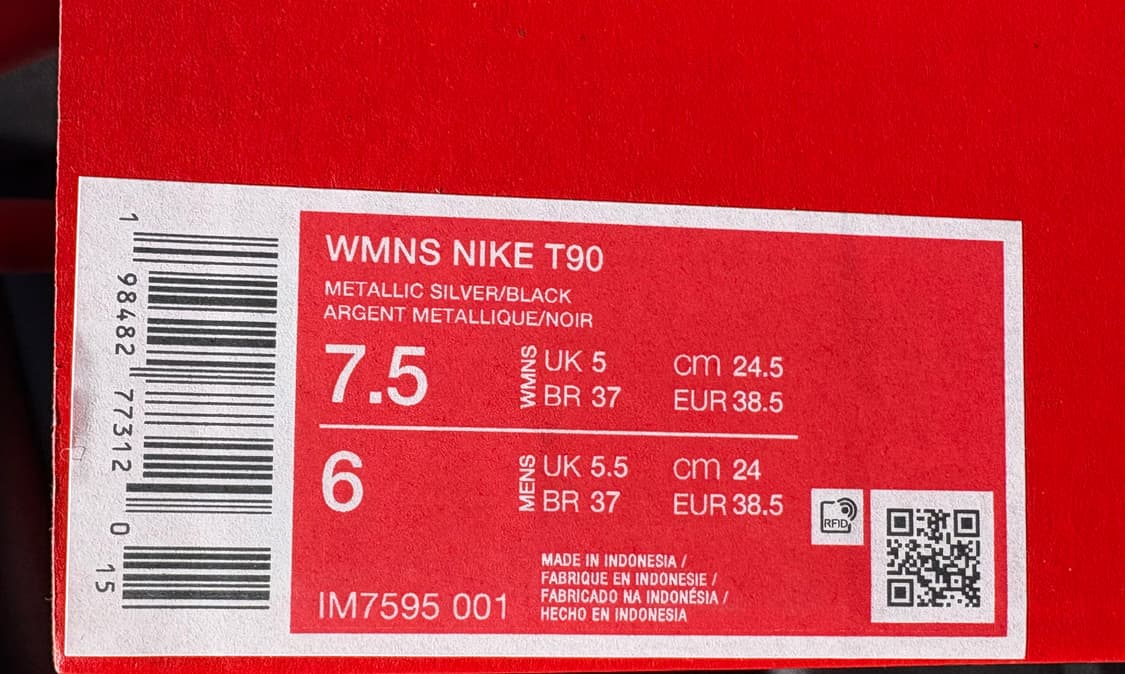 1 98482 77312 0 15
WMNS NIKE T90
METALLIC SILVER/BLACK
ARGENT METALLIQUE/NOIR
7.5 WMNS UK 5 cm 24.5
BR 37 EUR 38.5
6 MENS UK 5.5 cm 24
BR 37 EUR 38.5
RFID
MADE IN INDONESIA /
FABRIQUE EN INDONESIE /
FABRICADO NA INDONÉSIA /
HECHO EN INDONESIA
IM7595 001